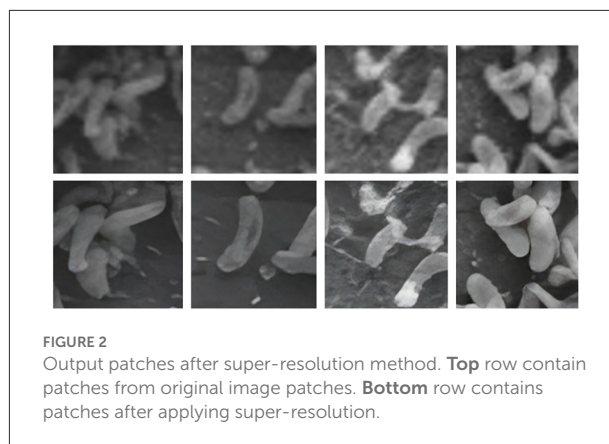 FIGURE 2
Output patches after super-resolution method. Top row contain
patches from original image patches. Bottom row contains
patches after applying super-resolution.